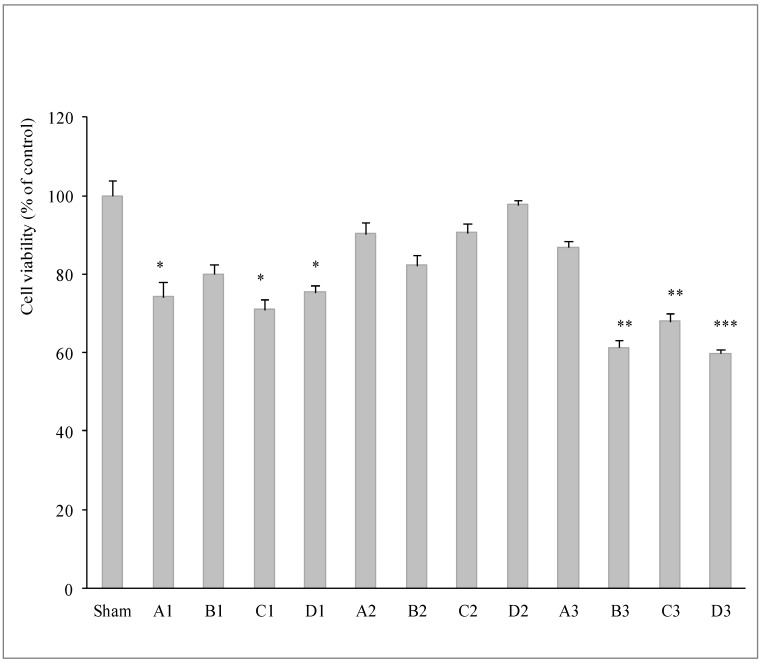 Cell viability (% of control)
120
100
80
60
40
20
0
* * *
** ** ***
Sham A1 B1 C1 D1 A2 B2 C2 D2 A3 B3 C3 D3